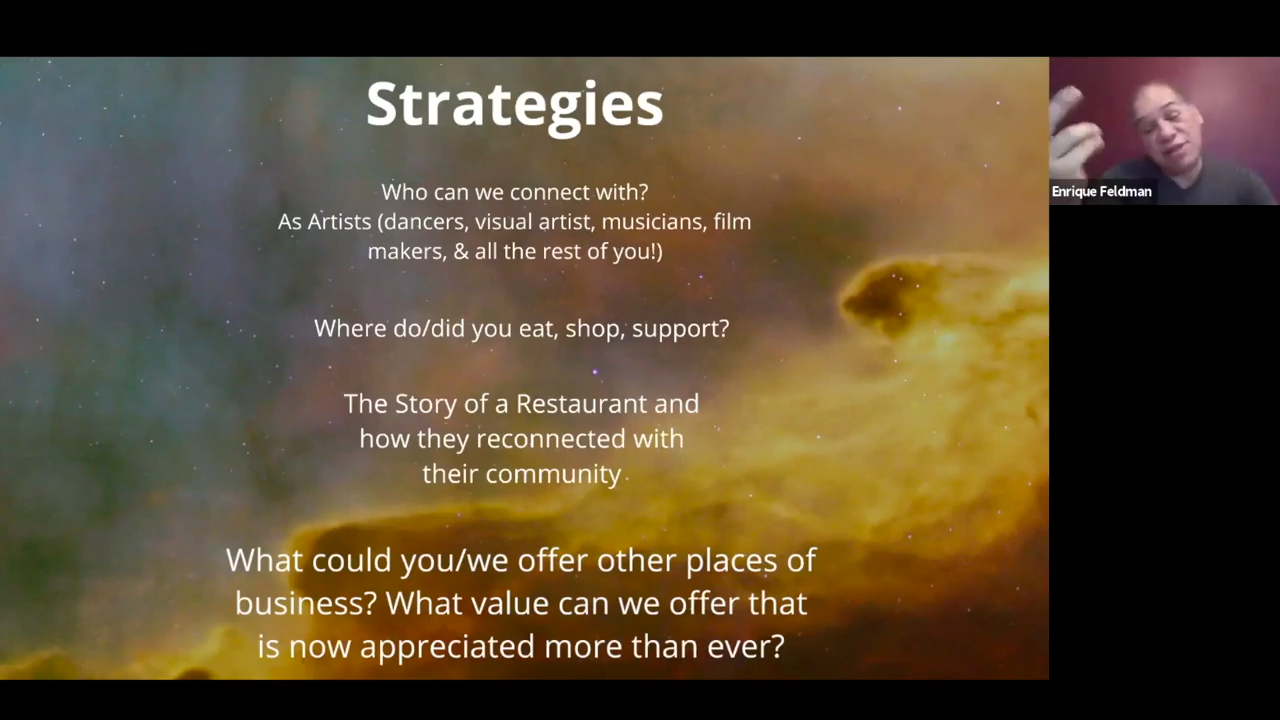 Strategies
Who can we connect with?
As Artists (dancers, visual artist, musicians, film
makers, & all the rest of you!)
Where do/did you eat, shop, support?
The Story of a Restaurant and
how they reconnected with
their community
What could you/we offer other places of
business? What value can we offer that
is now appreciated more than ever?
Enrique Feldman